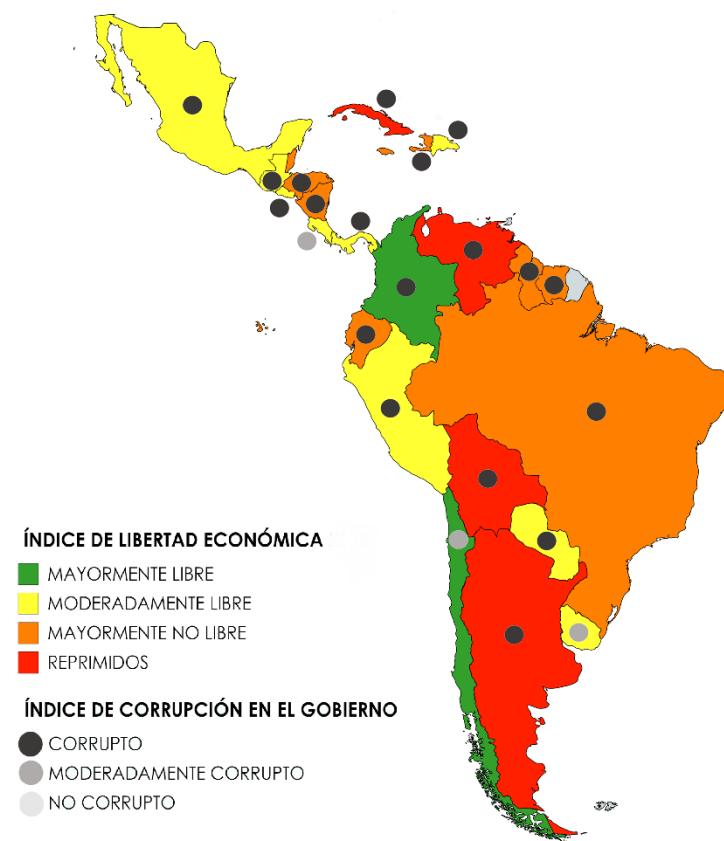 ÍNDICE DE LIBERTAD ECONÓMICA
MAYORMENTE LIBRE
MODERADAMENTE LIBRE
MAYORMENTE NO LIBRE
REPRIMIDOS
ÍNDICE DE CORRUPCIÓN EN EL GOBIERNO
CORRUPTO
MODERADAMENTE CORRUPTO
NO CORRUPTO